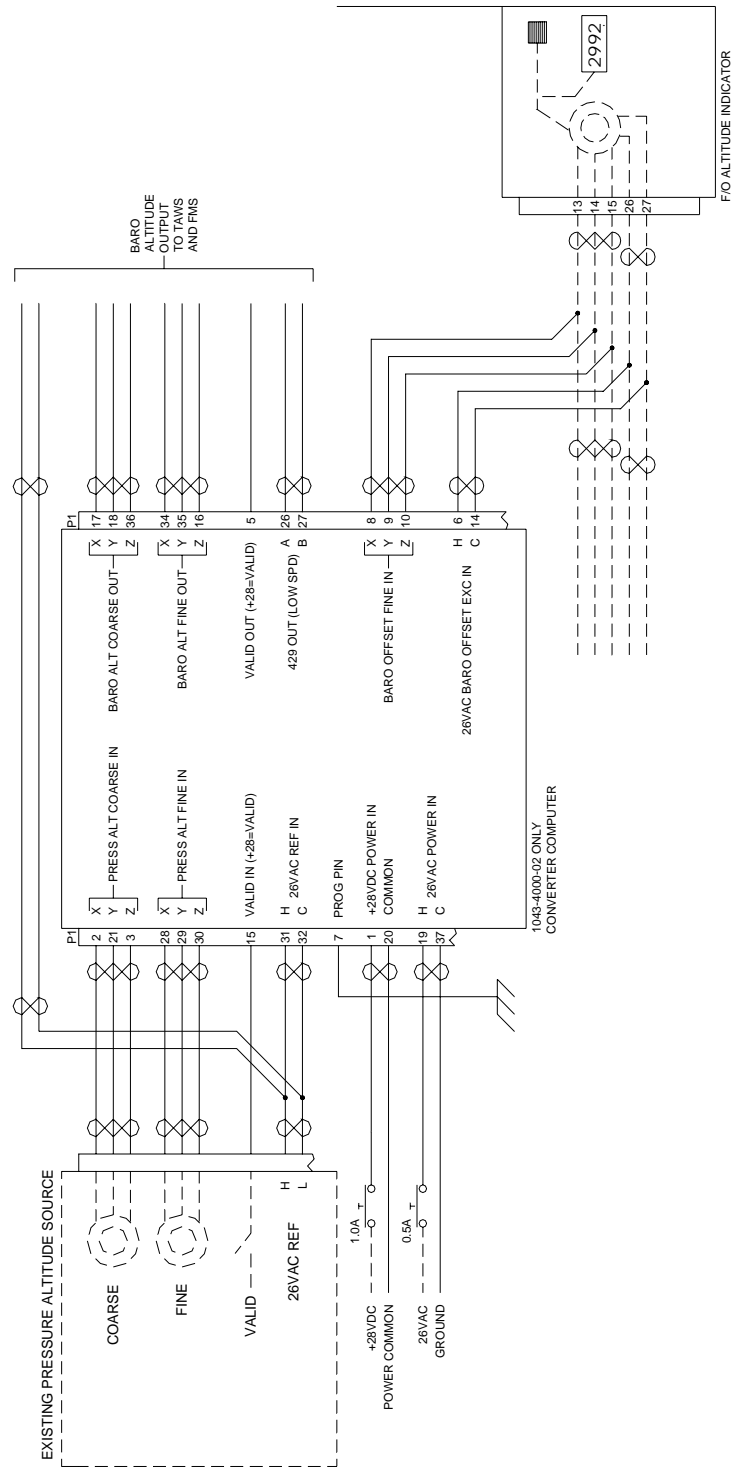 EXISTING PRESSURE ALTITUDE SOURCE
COARSE
FINE
VALID
26VAC REF
H
L
+28VDC
POWER COMMON
1.0A
26VAC
GROUND
0.5A
P1
2 X
21 Y
3 Z
PRESS ALT COARSE IN
28 X
29 Y
30 Z
PRESS ALT FINE IN
15 VALID IN (+28=VALID)
31 H
32 C
26VAC REF IN
7 PROG PIN
1 +28VDC POWER IN
20 COMMON
19 H
37 C
26VAC POWER IN
1043-4000-02 ONLY
CONVERTER COMPUTER
P1
X 17
Y 18
Z 36
BARO ALT COARSE OUT
X 34
Y 35
Z 16
BARO ALT FINE OUT
VALID OUT (+28=VALID) 5
429 OUT (LOW SPD)
A 26
B 27
BARO OFFSET FINE IN
X 8
Y 9
Z 10
26VAC BARO OFFSET EXC IN
H 6
C 14
BARO
ALTITUDE
OUTPUT
TO TAWS
AND FMS
13
14
15
26
27
2992
F/O ALTITUDE INDICATOR